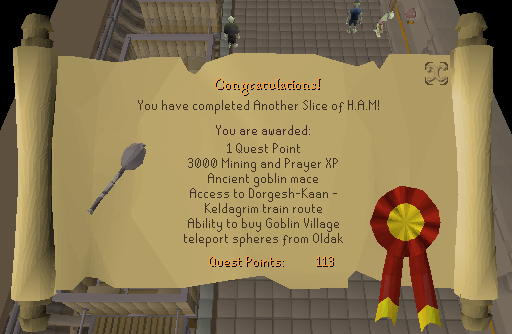 Congratulations!
You have completed Another Slice of H.A.M!
You are awarded:
1 Quest Point
3000 Mining and Prayer XP
Ancient goblin mace
Access to Dorgesh-Kaan -
Keldagrim train route
Ability to buy Goblin Village
teleport spheres from Oldak
Quest Points: 113